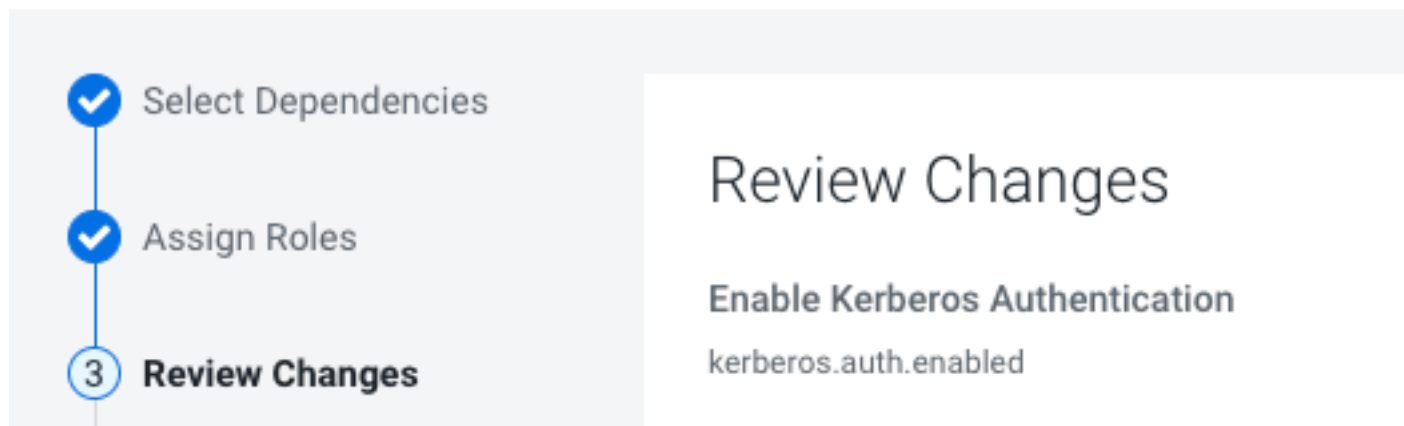 Select Dependencies
Assign Roles
3 Review Changes
Review Changes
Enable Kerberos Authentication
kerberos.auth.enabled